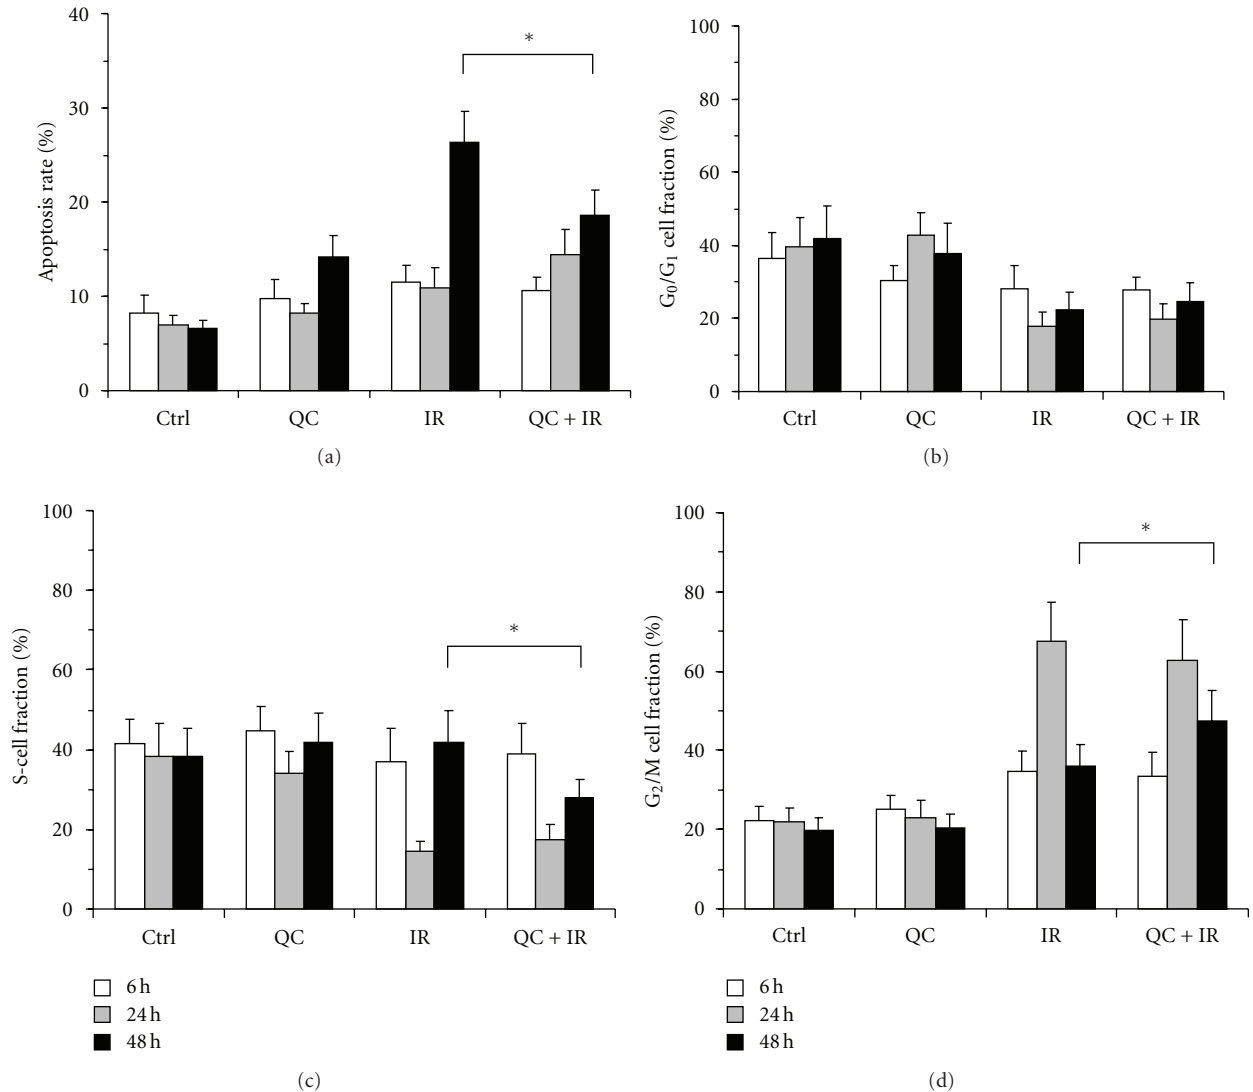 40
30
20
10
0
Apoptosis rate (%)
*
Ctrl QC IR QC + IR
(a)
100
80
60
40
20
0
G0/G1 cell fraction (%)
Ctrl QC IR QC + IR
(b)
100
80
60
40
20
0
S-cell fraction (%)
*
Ctrl QC IR QC + IR
6 h
24 h
48 h
(c)
100
80
60
40
20
0
G2/M cell fraction (%)
*
Ctrl QC IR QC + IR
6 h
24 h
48 h
(d)